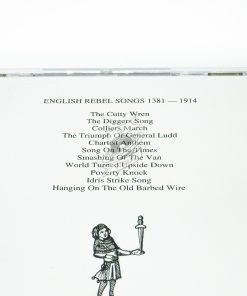 ENGLISH REBEL SONGS 1381 — 1914
The Cutty Wren
The Diggers Song
Colliers March
The Triumph Of General Ludd
Chartist Anthem
Song On The Times
Smashing Of The Van
World Turned Upside Down
Poverty Knock
Idris Strike Song
Hanging On The Old Barbed Wire